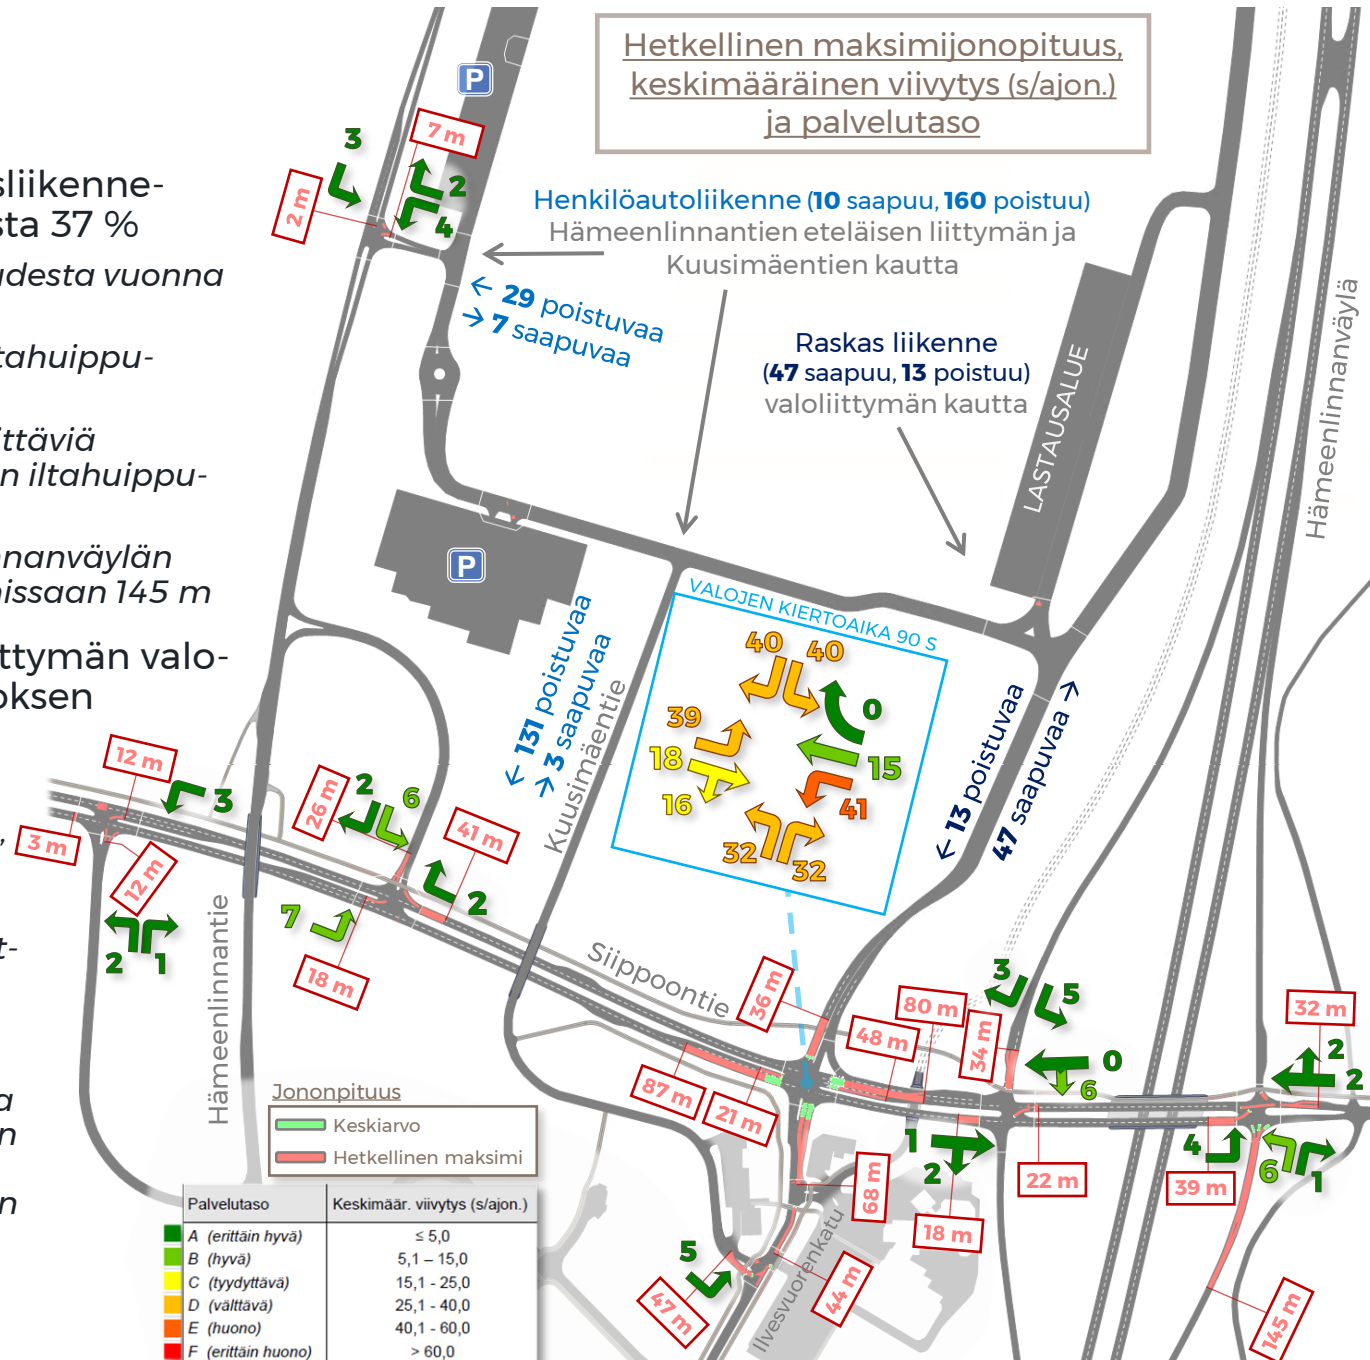 Hetkellinen maksimijonopituus,
keskimääräinen viivytys (s/ajon.)
ja palvelutaso
P
7 m
3
2 m
2
4
sliikenne-
sta 37 %
udesta vuonna
tahuippu-
ittäviä
n iltahuippu-
nnanväylän
nissaan 145 m
ttymän valo-
oksen
,
t-
a
n
n
Henkilöautoliikenne (10 saapuu, 160 poistuu)
Hämeenlinnantien eteläisen liittymän ja
Kuusimäentien kautta
← 29 poistuvaa
→ 7 saapuvaa
Raskas liikenne
(47 saapuu, 13 poistuu)
valoliittymän kautta
LASTAUSALUE
Hämeenlinnanväylä
P
← 131 poistuvaa
→ 3 saapuvaa
Kuusimäentie
VALOJEN KIERTOAIKA 90 S
40
40
0
39
18
15
16
41
32
32
← 13 poistuvaa
47 saapuvaa →
12 m
3
3 m
12 m
2
1
Hämeenlinnantie
26 m
2
6
41 m
2
7
18 m
Siippoontie
36 m
48 m
80 m
34 m
3
5
0
6
32 m
2
2
87 m
21 m
68 m
1
2
18 m
22 m
4
39 m
6
1
145 m
5
47 m
44 m
Ilvesvuorenkatu
Jononpituus
Keskiarvo
Hetkellinen maksimi
Palvelutaso Keskimäär. viivytys (s/ajon.)
A (erittäin hyvä) ≤ 5,0
B (hyvä) 5,1 – 15,0
C (tyydyttävä) 15,1 - 25,0
D (välttävä) 25,1 - 40,0
E (huono) 40,1 - 60,0
F (erittäin huono) > 60,0